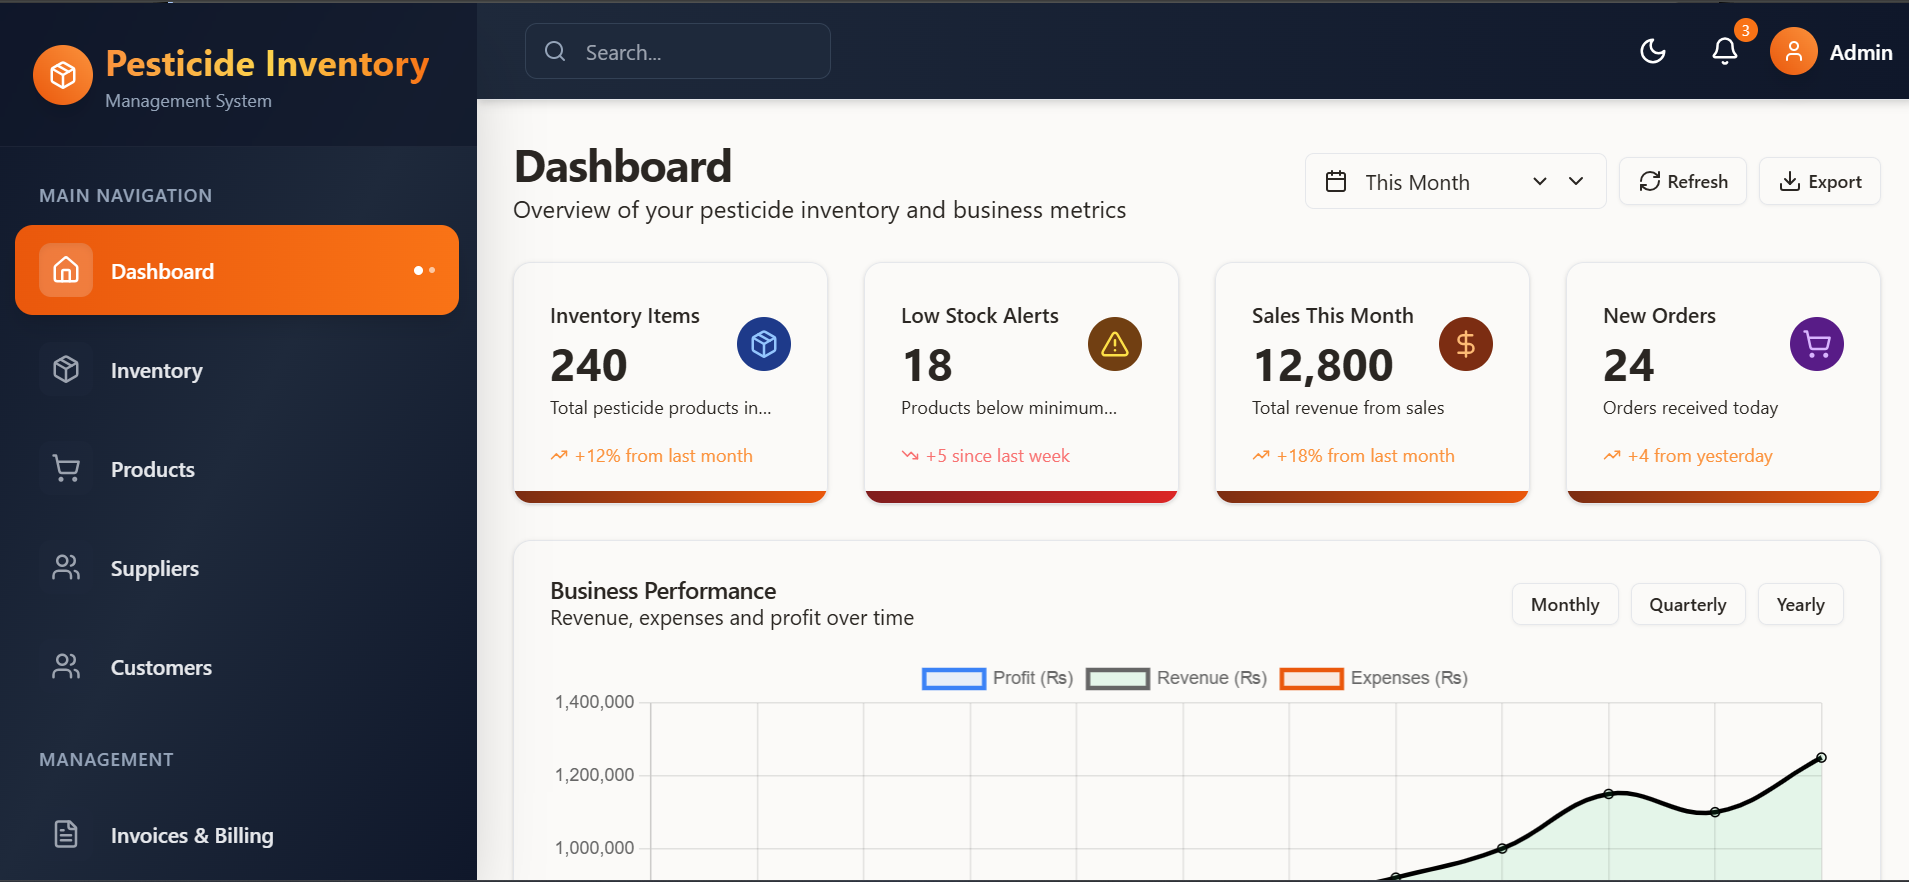 Pesticide Inventory
Management System
Search...
3
Admin
MAIN NAVIGATION
Dashboard
Inventory
Products
Suppliers
Customers
MANAGEMENT
Invoices & Billing
Dashboard
Overview of your pesticide inventory and business metrics
This Month
Refresh
Export
Inventory Items
240
Total pesticide products in...
+12% from last month
Low Stock Alerts
18
Products below minimum...
+5 since last week
Sales This Month
12,800
Total revenue from sales
+18% from last month
New Orders
24
Orders received today
+4 from yesterday
Business Performance
Revenue, expenses and profit over time
Monthly
Quarterly
Yearly
Profit (₨)
Revenue (₨)
Expenses (₨)
1,400,000
1,200,000
1,000,000